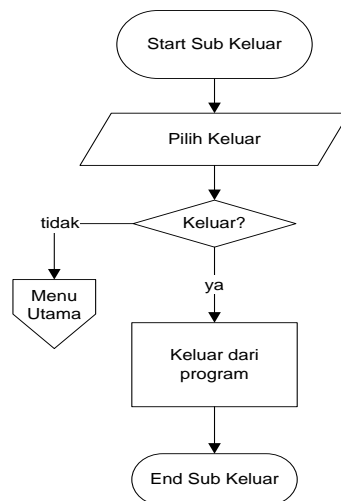 Start Sub Keluar
Pilih Keluar
Keluar?
tidak
Menu
Utama
ya
Keluar dari
program
End Sub Keluar